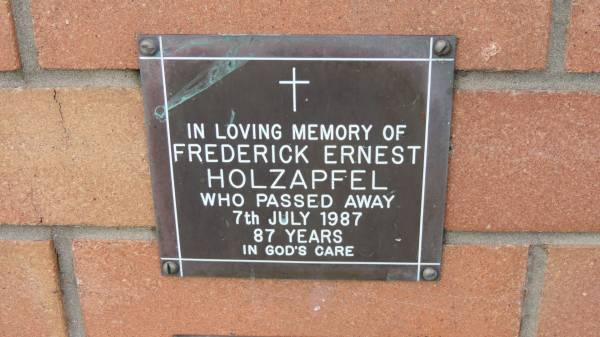 IN LOVING MEMORY OF
FREDERICK ERNEST
HOLZAPFEL
WHO PASSED AWAY
7th JULY 1987
87 YEARS
IN GOD'S CARE